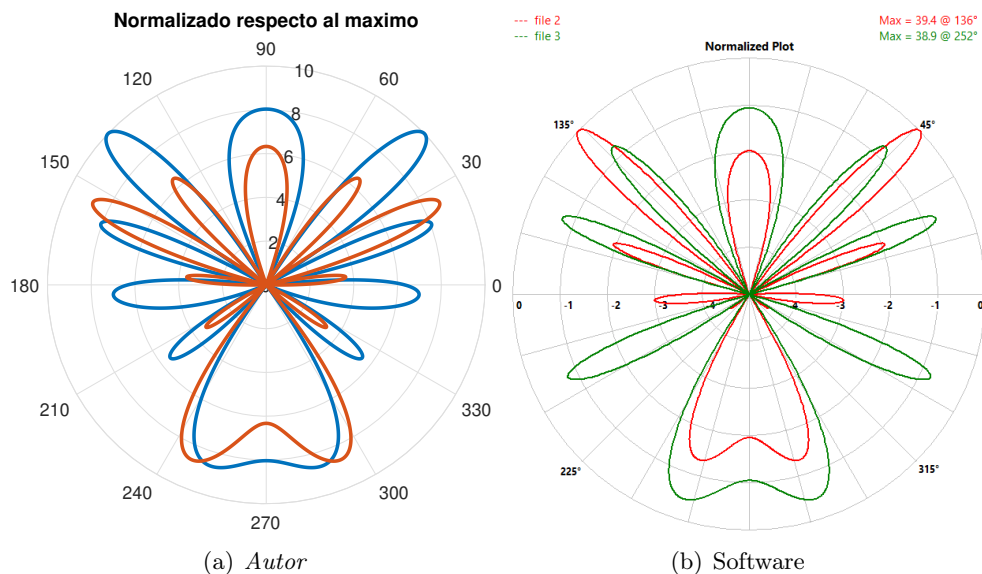 Normalizado respecto al maximo
90
120
60
10
8
150
30
6
4
2
180
0
210
330
240
300
270
(a) Autor
--- file 2
--- file 3
Max = 39.4 @ 136°
Max = 38.9 @ 252°
Normalized Plot
135°
45°
0 -1 -2 -3 -4 -4 -3 -2 -1 0
225°
315°
(b) Software